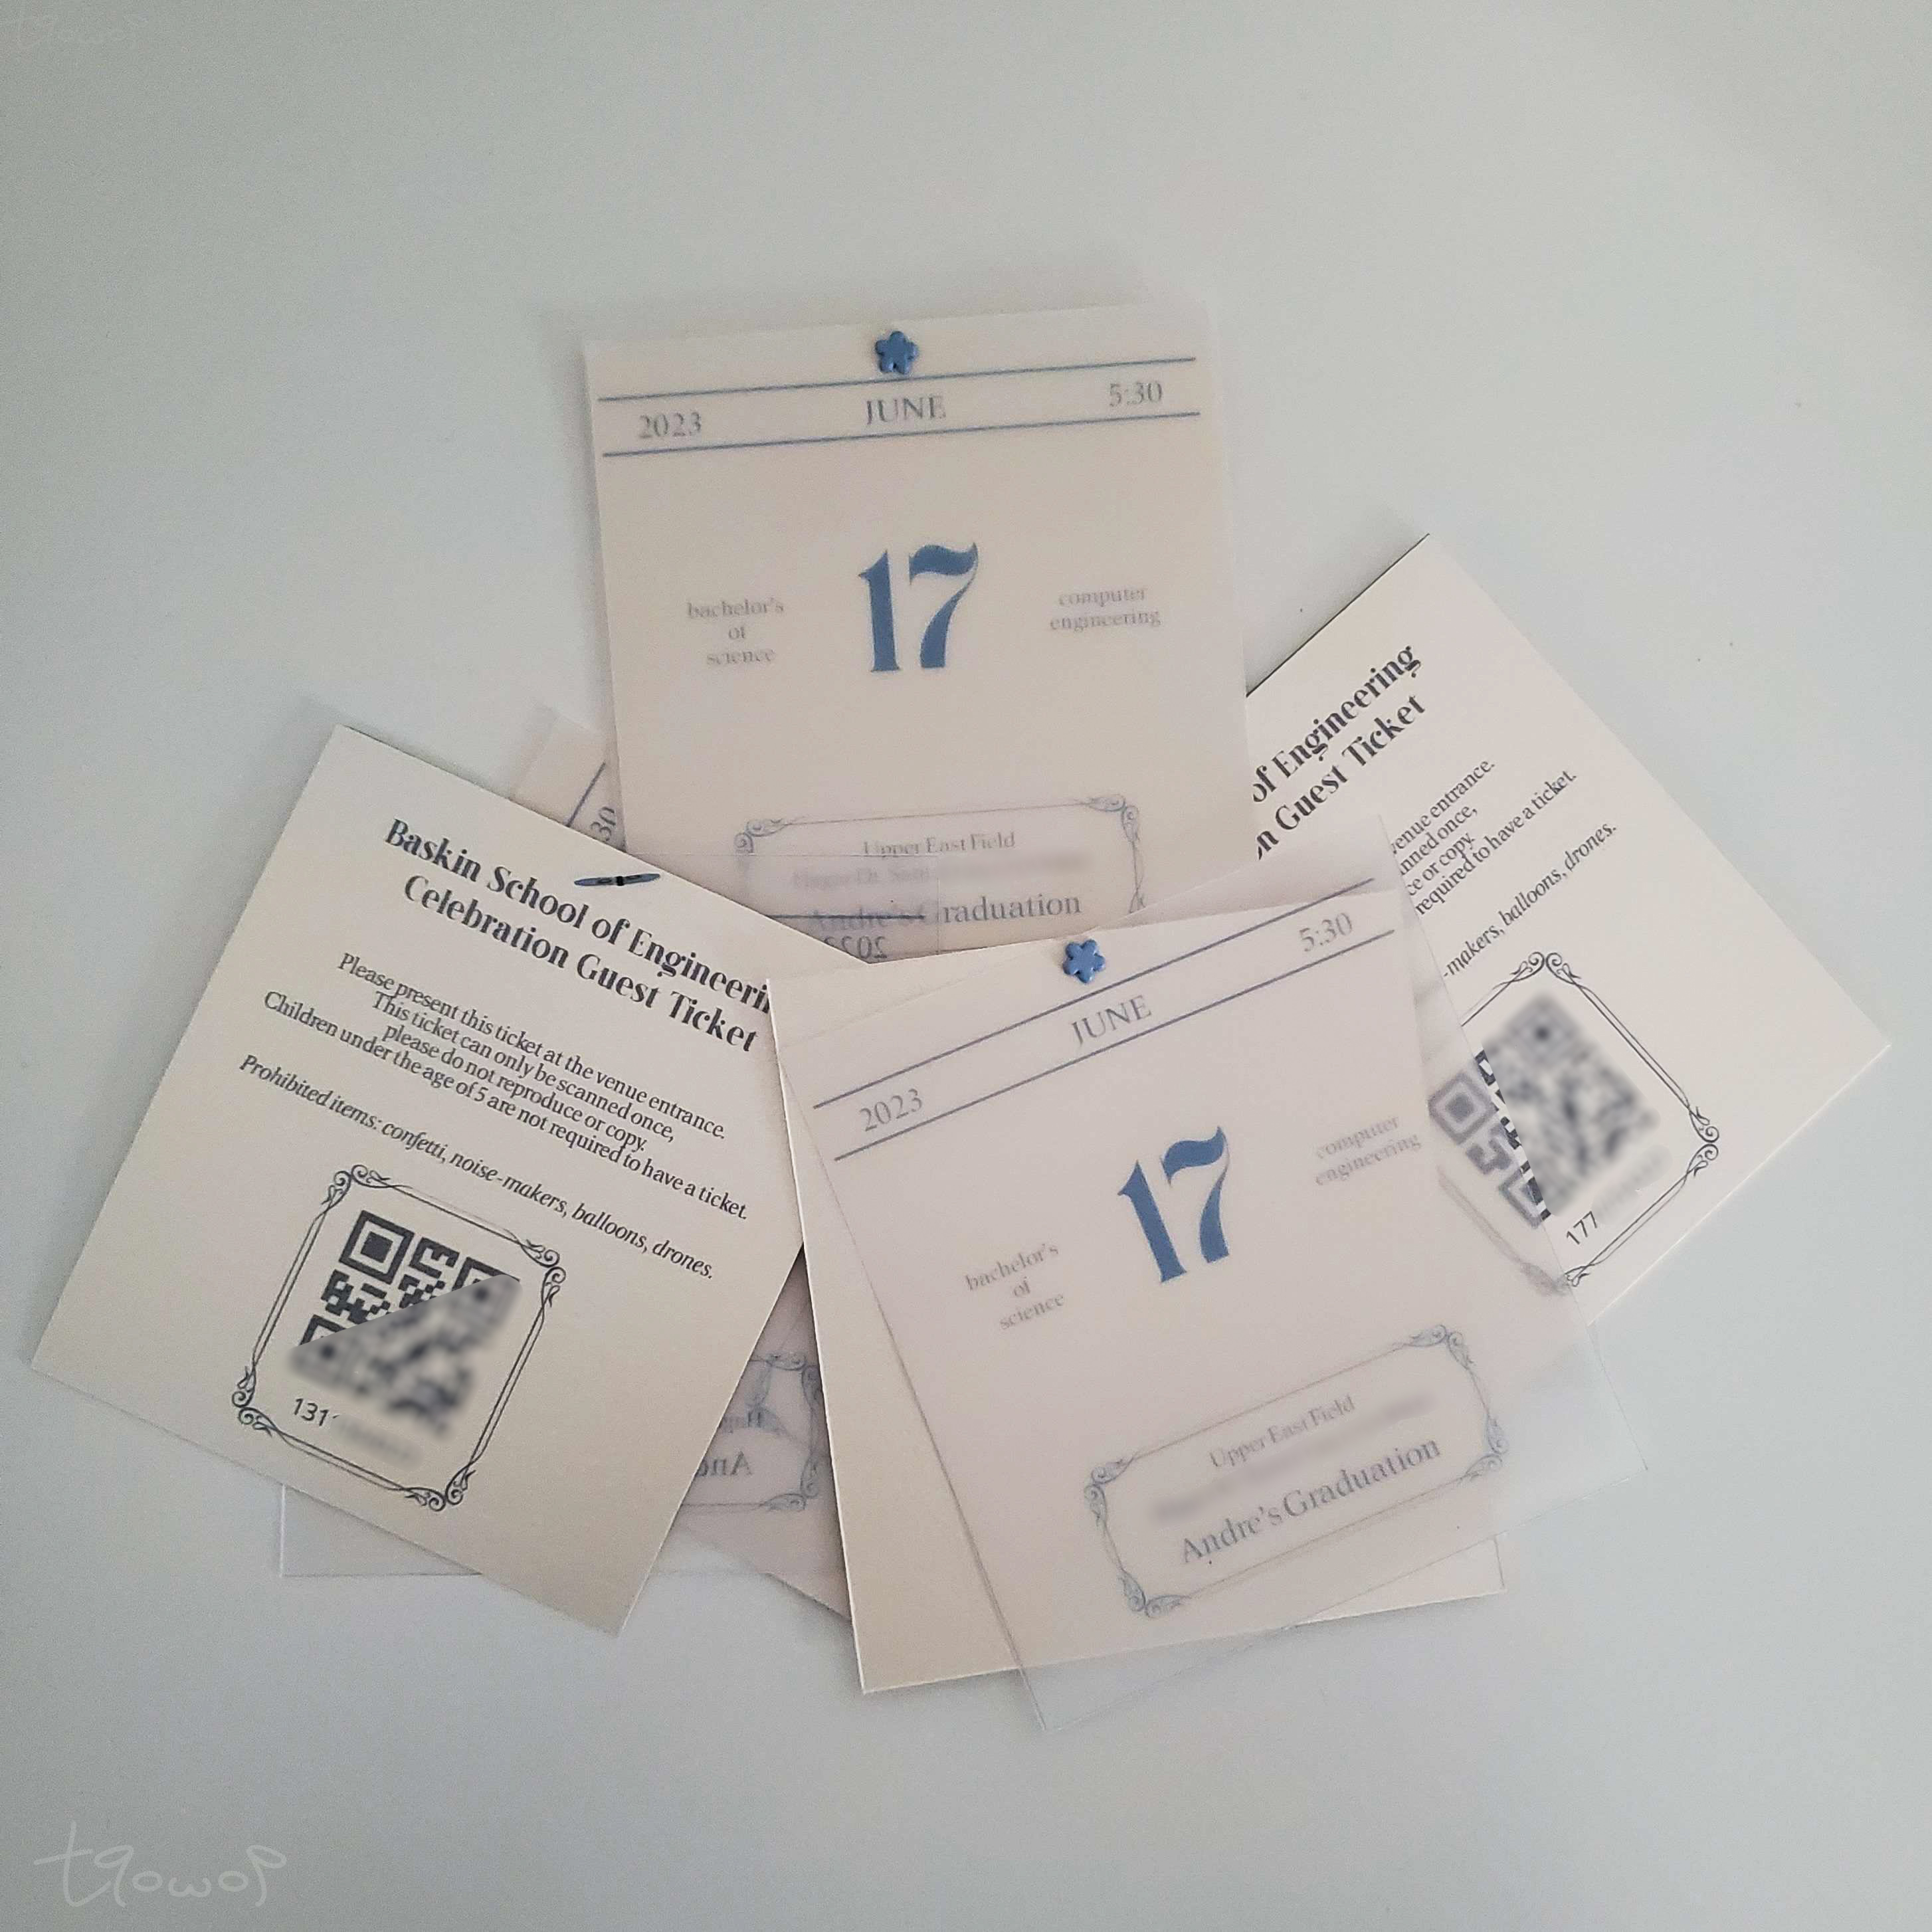 2023 JUNE 5:30
17
bachelor's
of
science
computer
engineering
Upper East Field
Andre's Graduation
30
of Engineering
n Guest Ticket
venue entrance.
nned once,
ce or copy.
required to have a ticket.
-makers, balloons, drones.
177
Baskin School of Engineerin
Celebration Guest Ticket
Please present this ticket at the venue entrance.
This ticket can only be scanned once,
please do not reproduce or copy.
Children under the age of 5 are not required to have a ticket.
Prohibited items: confetti, noise-makers, balloons, drones.
131
2023 JUNE 5:30
17
bachelor's
of
science
computer
engineering
Upper East Field
Andre's Graduation